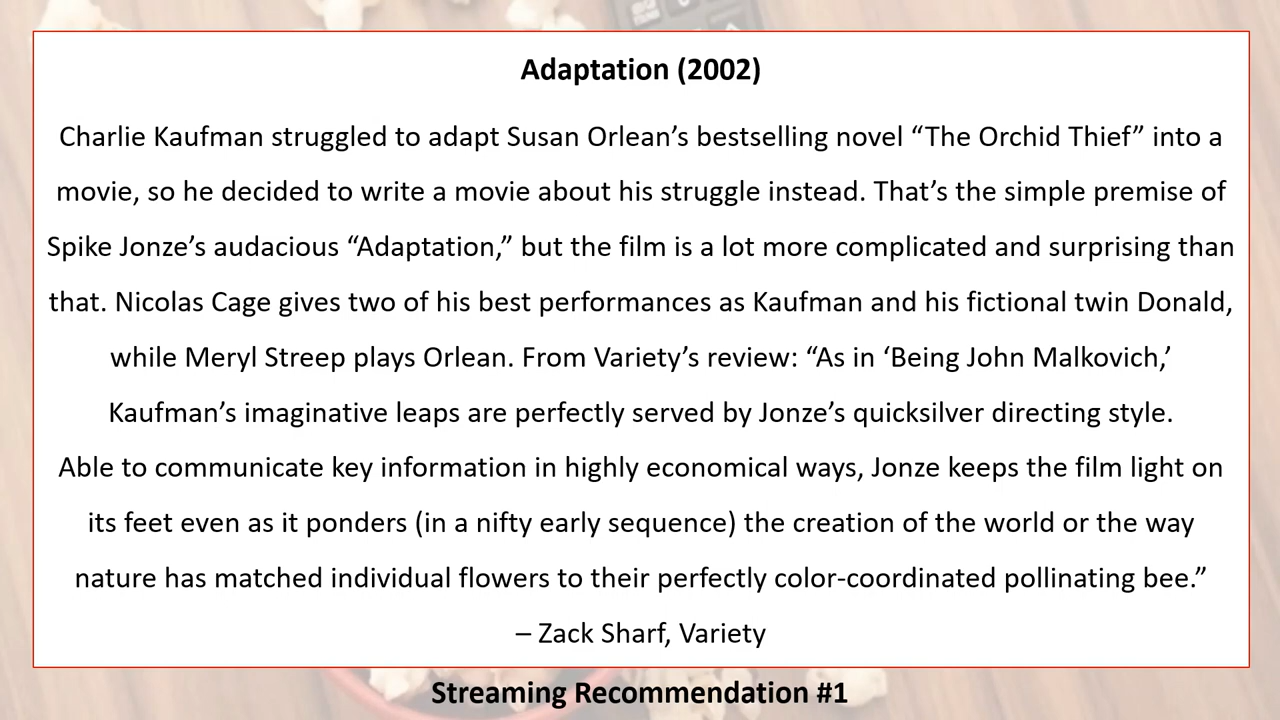 Adaptation (2002)
Charlie Kaufman struggled to adapt Susan Orlean’s bestselling novel “The Orchid Thief” into a
movie, so he decided to write a movie about his struggle instead. That’s the simple premise of
Spike Jonze’s audacious “Adaptation,” but the film is a lot more complicated and surprising than
that. Nicolas Cage gives two of his best performances as Kaufman and his fictional twin Donald,
while Meryl Streep plays Orlean. From Variety’s review: “As in ‘Being John Malkovich,’
Kaufman’s imaginative leaps are perfectly served by Jonze’s quicksilver directing style.
Able to communicate key information in highly economical ways, Jonze keeps the film light on
its feet even as it ponders (in a nifty early sequence) the creation of the world or the way
nature has matched individual flowers to their perfectly color-coordinated pollinating bee.”
– Zack Sharf, Variety
Streaming Recommendation #1